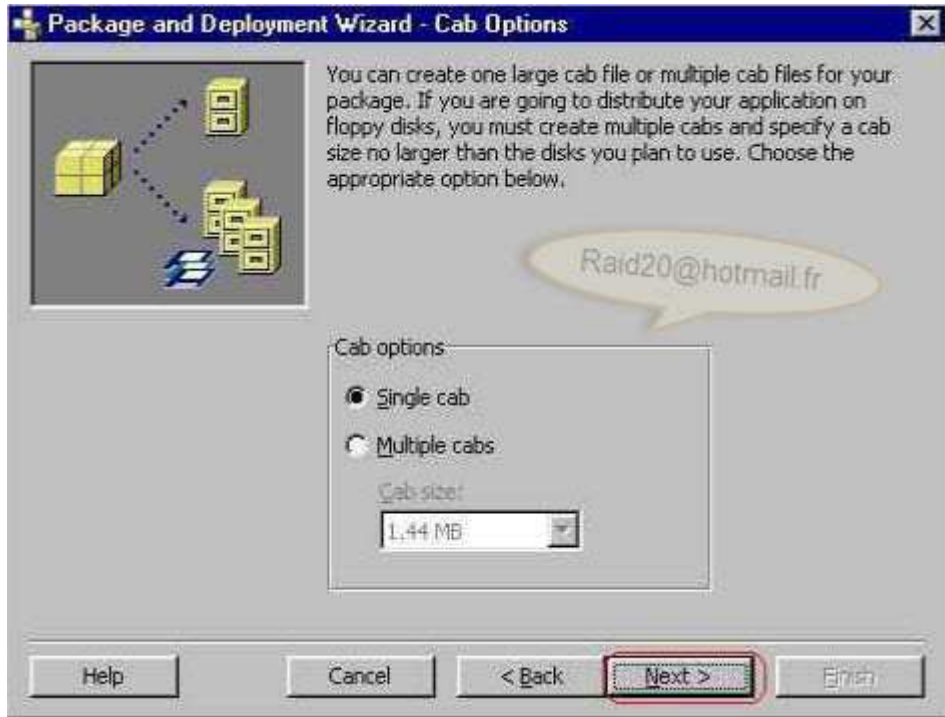 Package and Deployment Wizard - Cab Options
You can create one large cab file or multiple cab files for your
package. If you are going to distribute your application on
floppy disks, you must create multiple cabs and specify a cab
size no larger than the disks you plan to use. Choose the
appropriate option below.
Raid20@hotmail.fr
Cab options
Single cab
Multiple cabs
Cab size:
1.44 MB
Help
Cancel
< Back
Next >
Finish